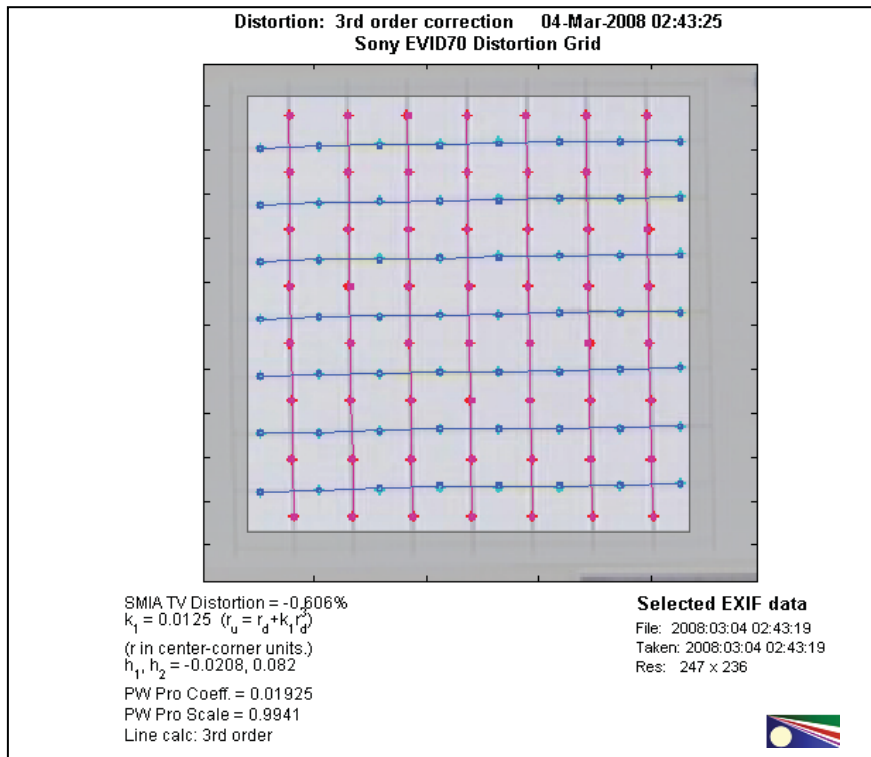 Distortion: 3rd order correction 04-Mar-2008 02:43:25
Sony EVID70 Distortion Grid
SMIA TV Distortion = -0.606%
k1 = 0.0125 (ru = rd+k1rd^3)
(r in center-corner units.)
h1, h2 = -0.0208, 0.082
PW Pro Coeff. = 0.01925
PW Pro Scale = 0.9941
Line calc: 3rd order
Selected EXIF data
File: 2008:03:04 02:43:19
Taken: 2008:03:04 02:43:19
Res: 247 x 236